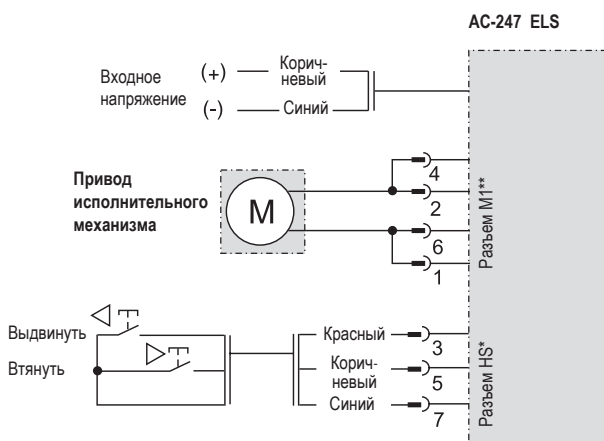 AC-247 ELS
Входное
напряжение
(+)
Корич-
невый
(-)
Синий
Привод
исполнительного
механизма
M
4
2
6
1
Разъем M1**
Выдвинуть
Втянуть
Красный
3
Корич-
невый
5
Синий
7
Разъем HS*